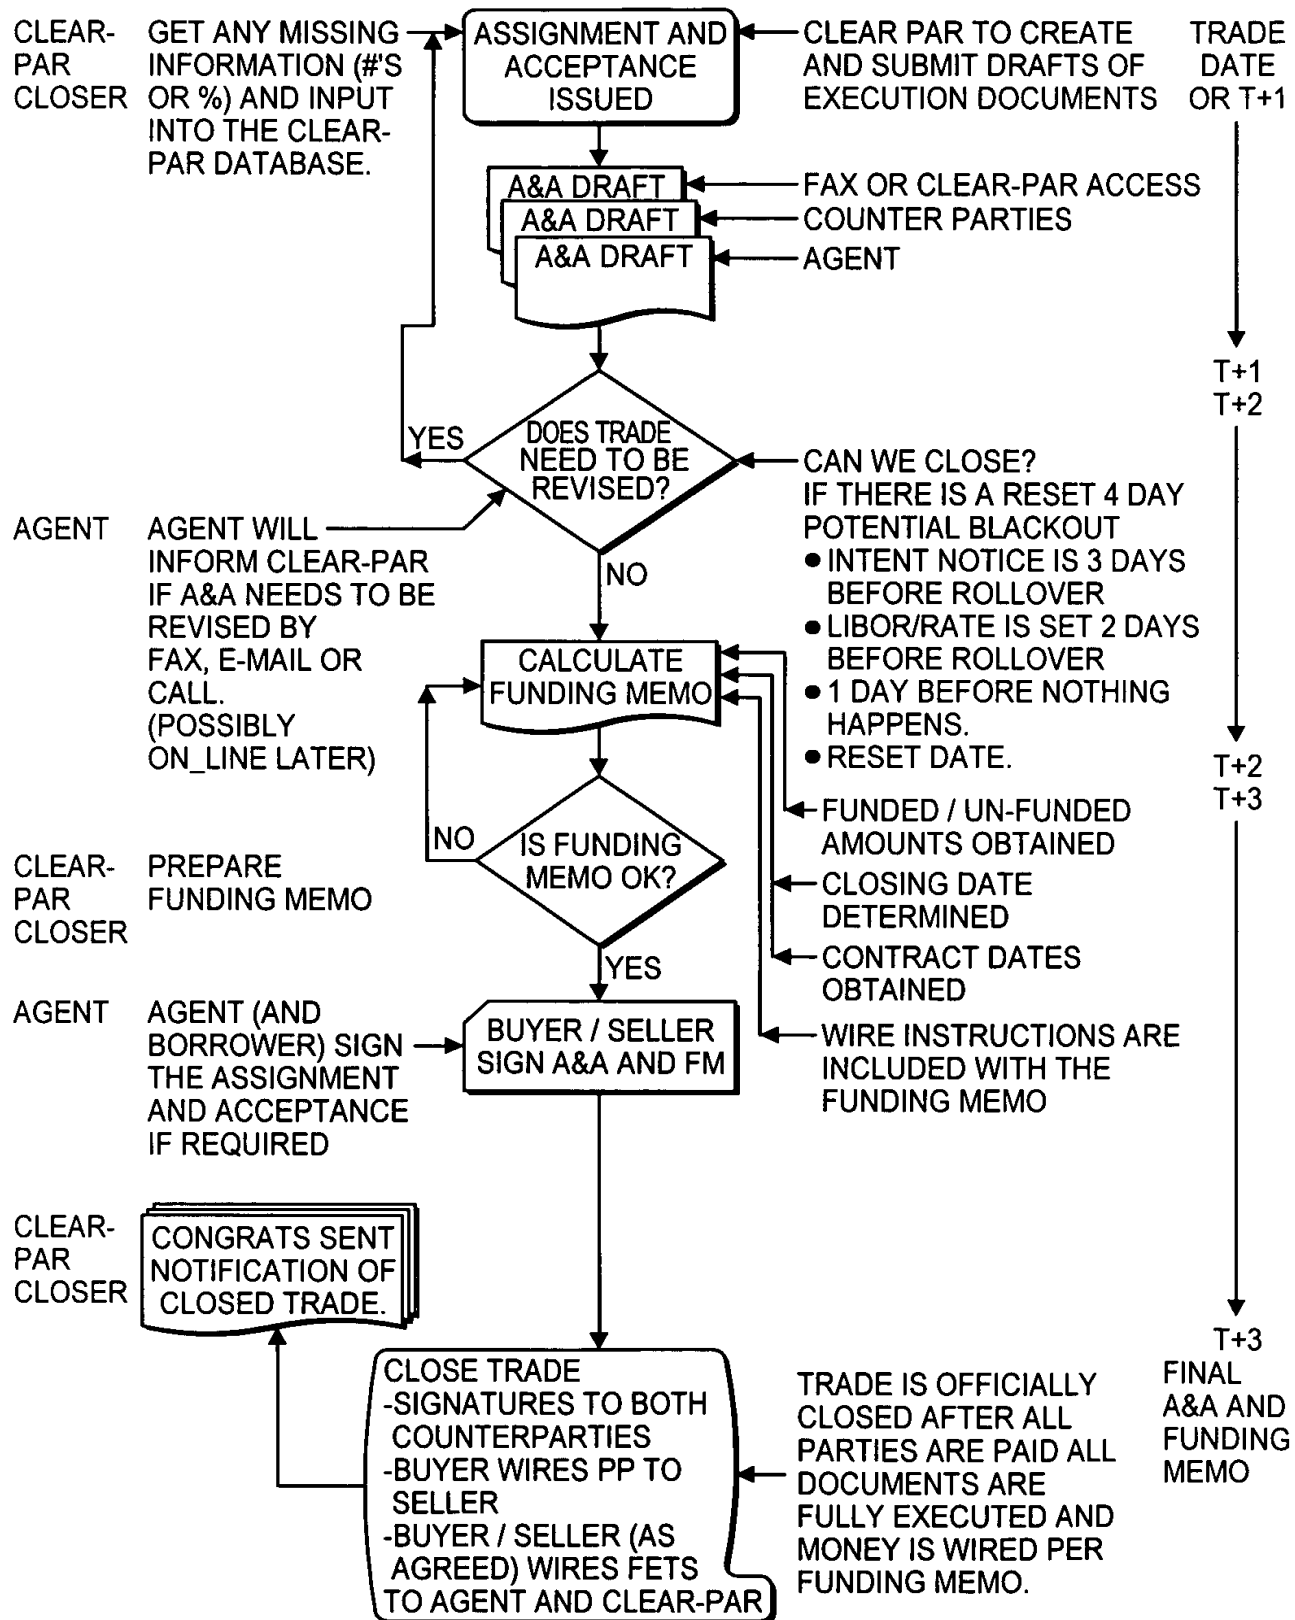 CLEAR-
PAR
CLOSER
GET ANY MISSING
INFORMATION (#'S
OR %) AND INPUT
INTO THE CLEAR-
PAR DATABASE.
ASSIGNMENT AND
ACCEPTANCE
ISSUED
CLEAR PAR TO CREATE
AND SUBMIT DRAFTS OF
EXECUTION DOCUMENTS
TRADE
DATE
OR T+1
A&A DRAFT
A&A DRAFT
A&A DRAFT
FAX OR CLEAR-PAR ACCESS
COUNTER PARTIES
AGENT
T+1
T+2
YES
DOES TRADE
NEED TO BE
REVISED?
CAN WE CLOSE?
IF THERE IS A RESET 4 DAY
POTENTIAL BLACKOUT
● INTENT NOTICE IS 3 DAYS
BEFORE ROLLOVER
● LIBOR/RATE IS SET 2 DAYS
BEFORE ROLLOVER
● 1 DAY BEFORE NOTHING
HAPPENS.
● RESET DATE.
AGENT
AGENT WILL
INFORM CLEAR-PAR
IF A&A NEEDS TO BE
REVISED BY
FAX, E-MAIL OR
CALL.
(POSSIBLY
ON_LINE LATER)
NO
CALCULATE
FUNDING MEMO
T+2
T+3
FUNDED / UN-FUNDED
AMOUNTS OBTAINED
NO
IS FUNDING
MEMO OK?
CLEAR-
PAR
CLOSER
PREPARE
FUNDING MEMO
CLOSING DATE
DETERMINED
CONTRACT DATES
OBTAINED
YES
AGENT
AGENT (AND
BORROWER) SIGN
THE ASSIGNMENT
AND ACCEPTANCE
IF REQUIRED
BUYER / SELLER
SIGN A&A AND FM
WIRE INSTRUCTIONS ARE
INCLUDED WITH THE
FUNDING MEMO
CLEAR-
PAR
CLOSER
CONGRATS SENT
NOTIFICATION OF
CLOSED TRADE.
T+3
FINAL
A&A AND
FUNDING
MEMO
CLOSE TRADE
-SIGNATURES TO BOTH
COUNTERPARTIES
-BUYER WIRES PP TO
SELLER
-BUYER / SELLER (AS
AGREED) WIRES FETS
TO AGENT AND CLEAR-PAR
TRADE IS OFFICIALLY
CLOSED AFTER ALL
PARTIES ARE PAID ALL
DOCUMENTS ARE
FULLY EXECUTED AND
MONEY IS WIRED PER
FUNDING MEMO.